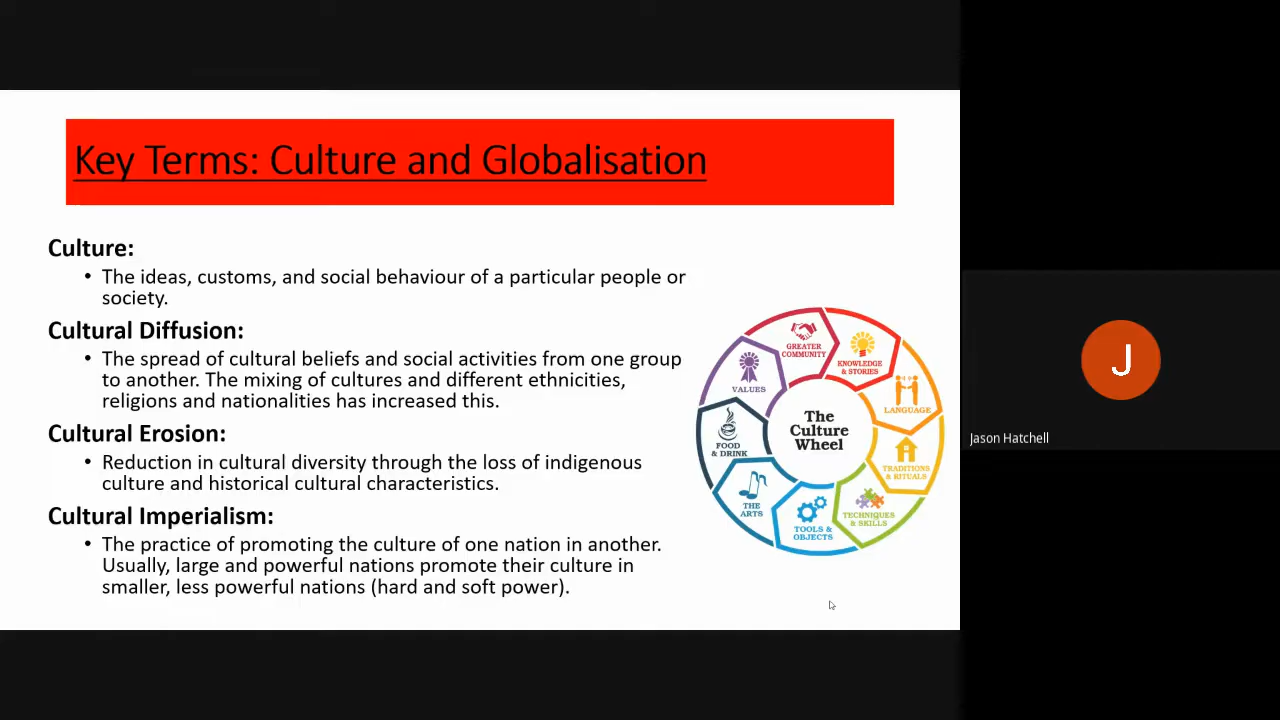 Key Terms: Culture and Globalisation
Culture:
• The ideas, customs, and social behaviour of a particular people or
society.
Cultural Diffusion:
• The spread of cultural beliefs and social activities from one group
to another. The mixing of cultures and different ethnicities,
religions and nationalities has increased this.
Cultural Erosion:
• Reduction in cultural diversity through the loss of indigenous
culture and historical cultural characteristics.
Cultural Imperialism:
• The practice of promoting the culture of one nation in another.
Usually, large and powerful nations promote their culture in
smaller, less powerful nations (hard and soft power).
The
Culture
Wheel
GREATER
COMMUNITY
KNOWLEDGE
& STORIES
LANGUAGE
TRADITIONS
& RITUALS
TECHNIQUES
& SKILLS
TOOLS &
OBJECTS
THE
ARTS
FOOD
& DRINK
VALUES
J
Jason Hatchell